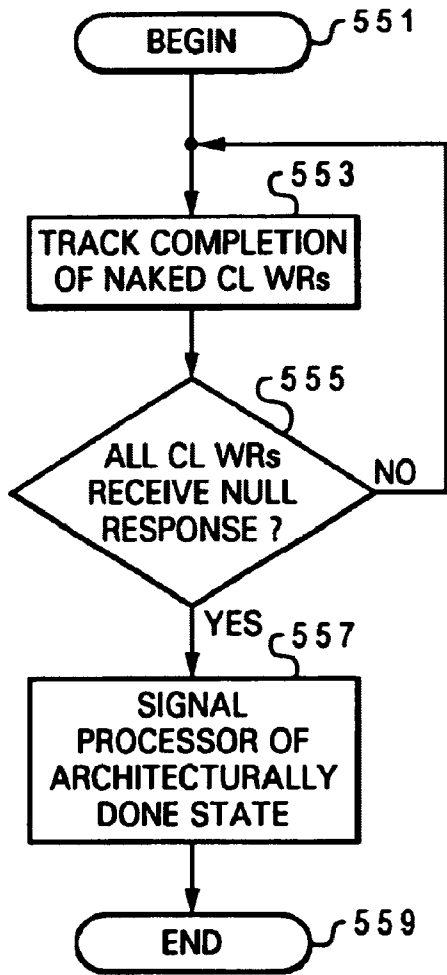 BEGIN
551
553
TRACK COMPLETION
OF NAKED CL WRs
555
ALL CL WRs
RECEIVE NULL
RESPONSE ?
NO
YES
557
SIGNAL
PROCESSOR OF
ARCHITECTURALLY
DONE STATE
END
559